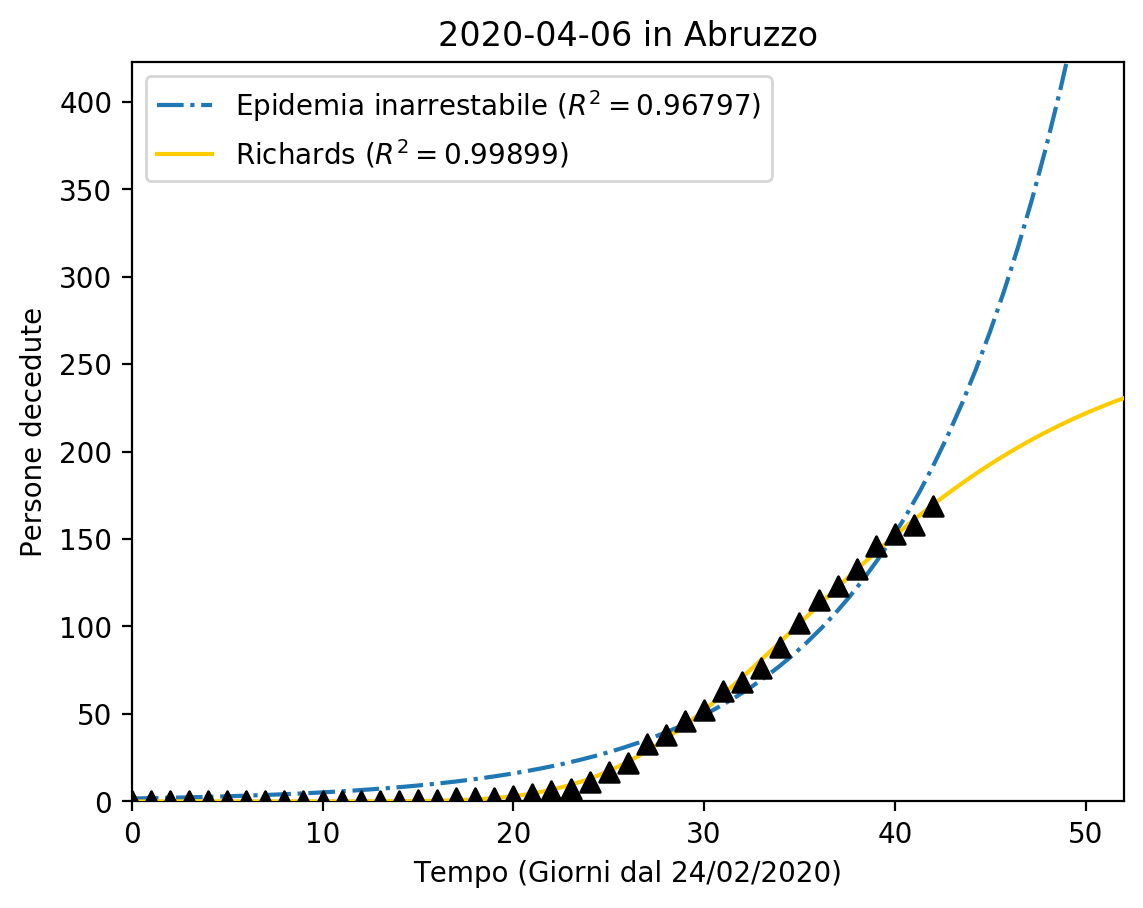 2020-04-06 in Abruzzo
Epidemia inarrestabile (R² = 0.96797)
Richards (R² = 0.99899)
400
350
300
250
200
150
100
50
0
Persone decedute
0 10 20 30 40 50
Tempo (Giorni dal 24/02/2020)